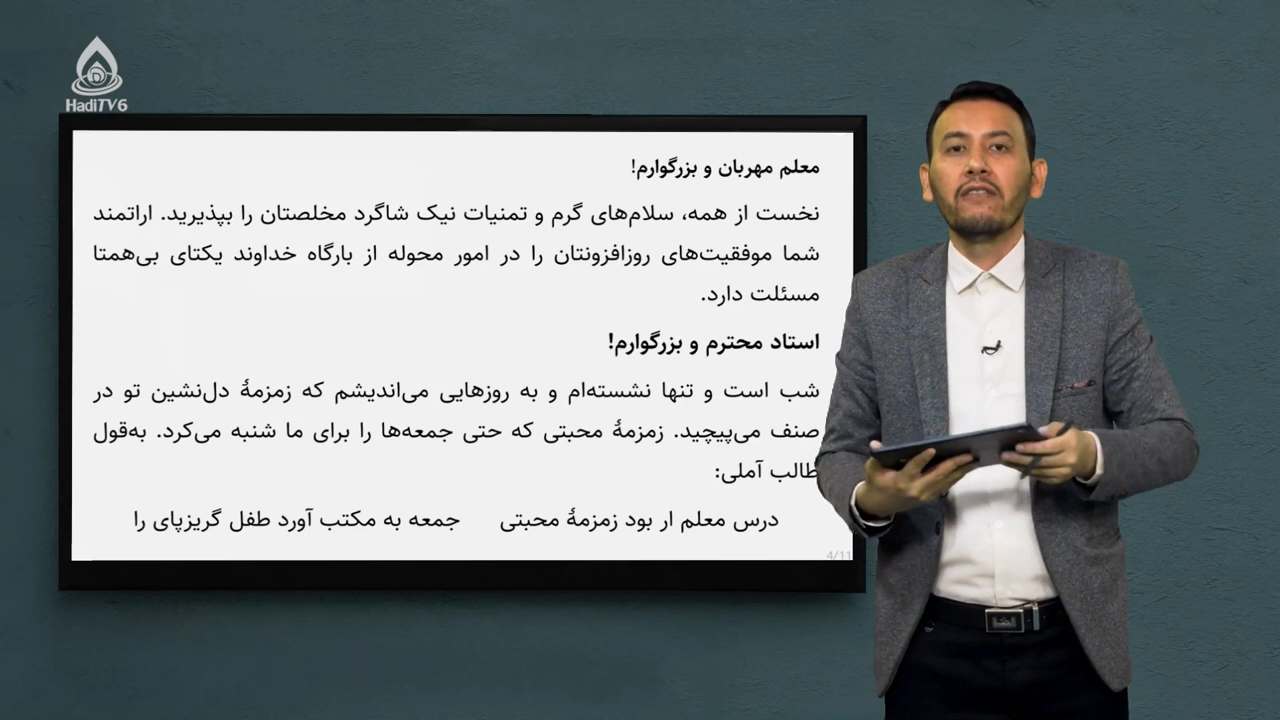 HadiTV6
معلم مهربان و بزرگوارم!
نخست از همه، سلام‌های گرم و تمنیات نیک شاگرد مخلصتان را بپذیرید. اراتمند
شما موفقیت‌های روزافزونتان را در امور محوله از بارگاه خداوند یکتای بی‌همتا
مسئلت دارد.
استاد محترم و بزرگوارم!
شب است و تنها نشسته‌ام و به روزهایی می‌اندیشم که زمزمهٔ دل‌نشین تو در
صنف می‌پیچید. زمزمهٔ محبتی که حتی جمعه‌ها را برای ما شنبه می‌کرد. به‌قول
طالب آملی:
درس معلم ار بود زمزمهٔ محبتی جمعه به مکتب آورد طفل گریزپای را
4/11